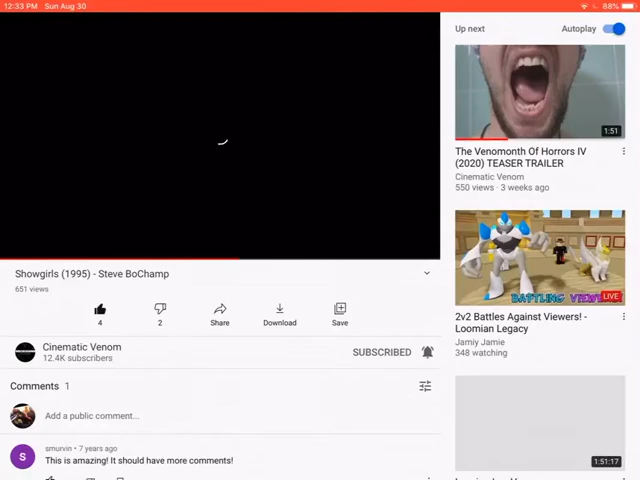 12:33 PM Sun Aug 30
88%
Up next
Autoplay
1:51
The Venomonth Of Horrors IV
(2020) TEASER TRAILER
Cinematic Venom
550 views · 3 weeks ago
Showgirls (1995) - Steve BoChamp
651 views
4
2
Share
Download
Save
BATTLING
LIVE
2v2 Battles Against Viewers! -
Loomian Legacy
Jamiy Jamie
348 watching
Cinematic Venom
12.4K subscribers
SUBSCRIBED
Comments 1
Add a public comment...
S
smurvin • 7 years ago
This is amazing! It should have more comments!
1:51:17